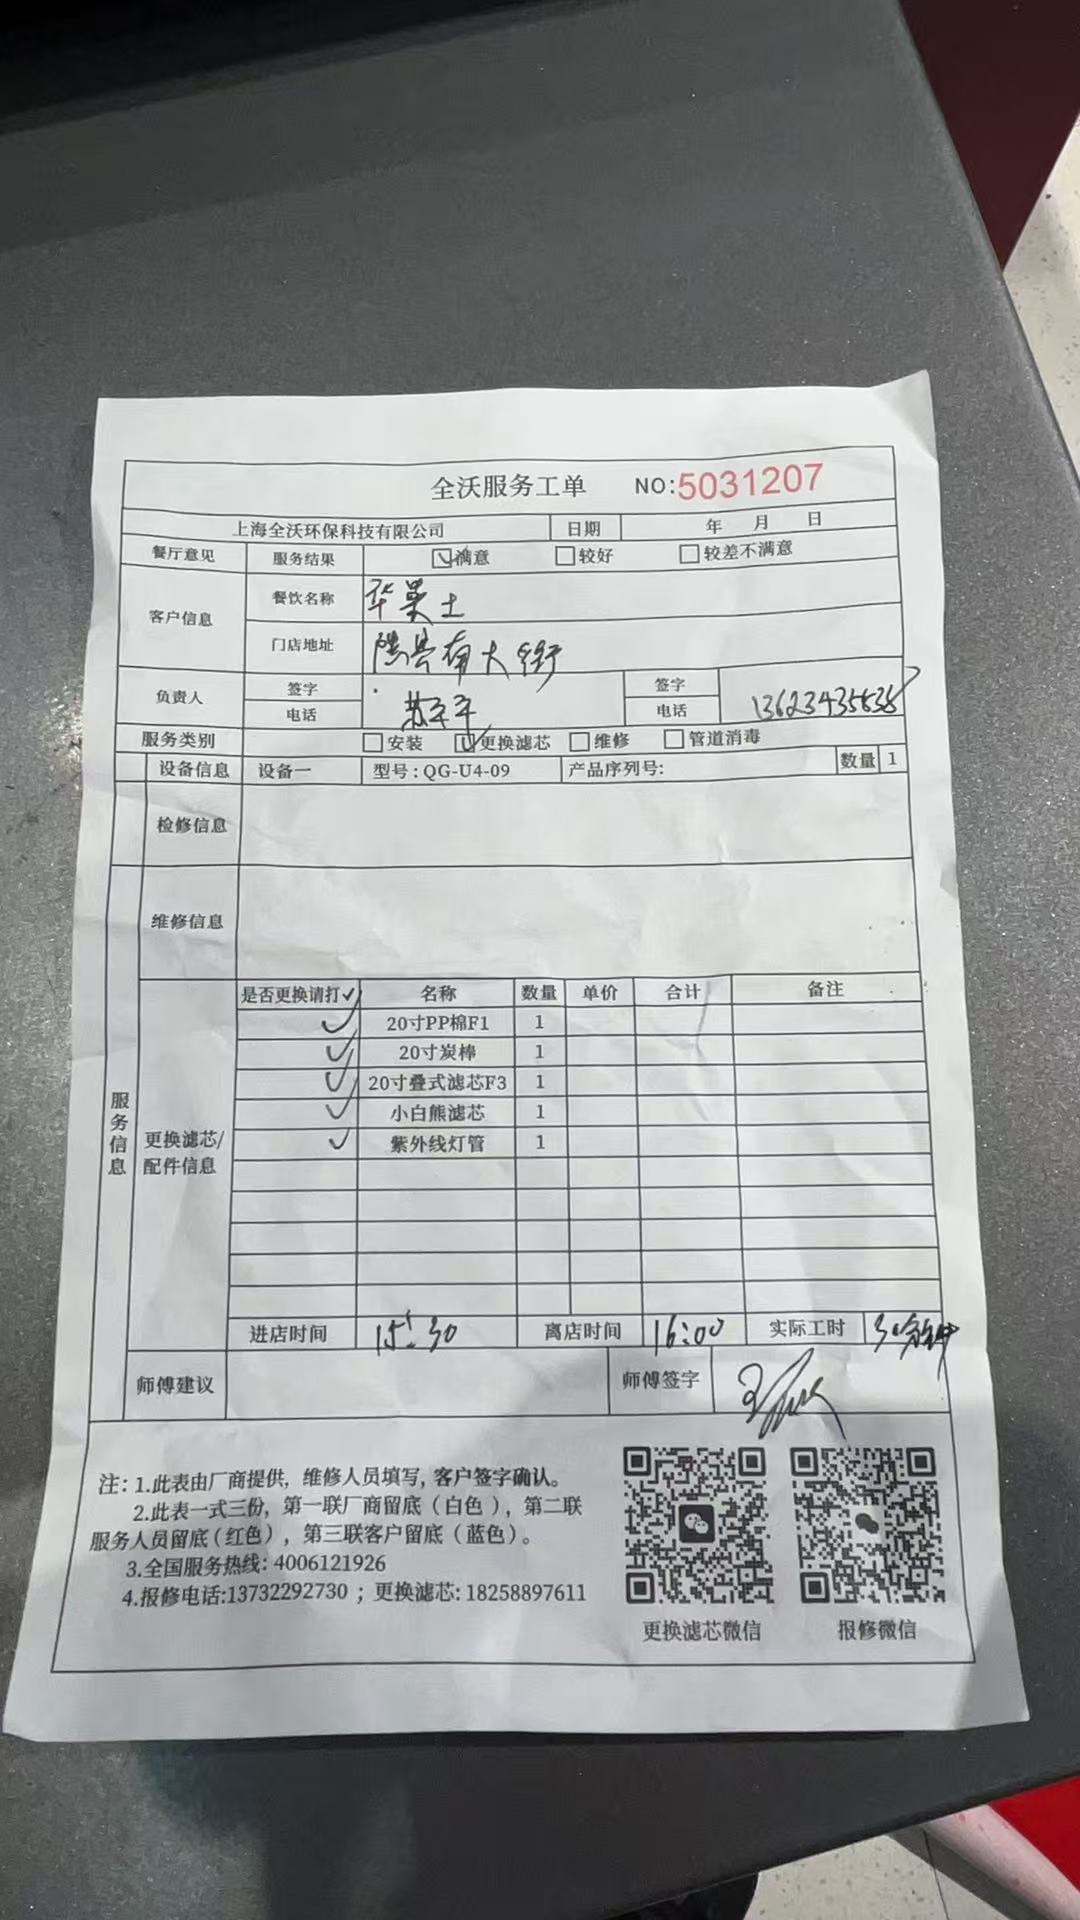 全沃服务工单 NO:5031207
上海全沃环保科技有限公司 日期 年 月 日
餐厅意见 服务结果 ☑满意 □较好 □较差不满意
客户信息 餐饮名称 华莱士
门店地址 隰县南大街
负责人 签字 签字
电话 电话
服务类别 □安装 ☑更换滤芯 □维修 □管道消毒
设备信息 设备一 型号:QG-U4-09 产品序列号: 数量 1
检修信息
维修信息
服务信息
更换滤芯/配件信息
是否更换请打✓ 名称 数量 单价 合计 备注
✓ 20寸PP棉F1 1
✓ 20寸炭棒 1
✓ 20寸叠式滤芯F3 1
✓ 小白熊滤芯 1
✓ 紫外线灯管 1
进店时间 15:30 离店时间 16:00 实际工时 30分钟
师傅建议 师傅签字
注: 1.此表由厂商提供, 维修人员填写, 客户签字确认。
2.此表一式三份, 第一联厂商留底(白色), 第二联
服务人员留底(红色), 第三联客户留底(蓝色)。
3.全国服务热线: 4006121926
4.报修电话:13732292730 ; 更换滤芯: 18258897611
更换滤芯微信 报修微信